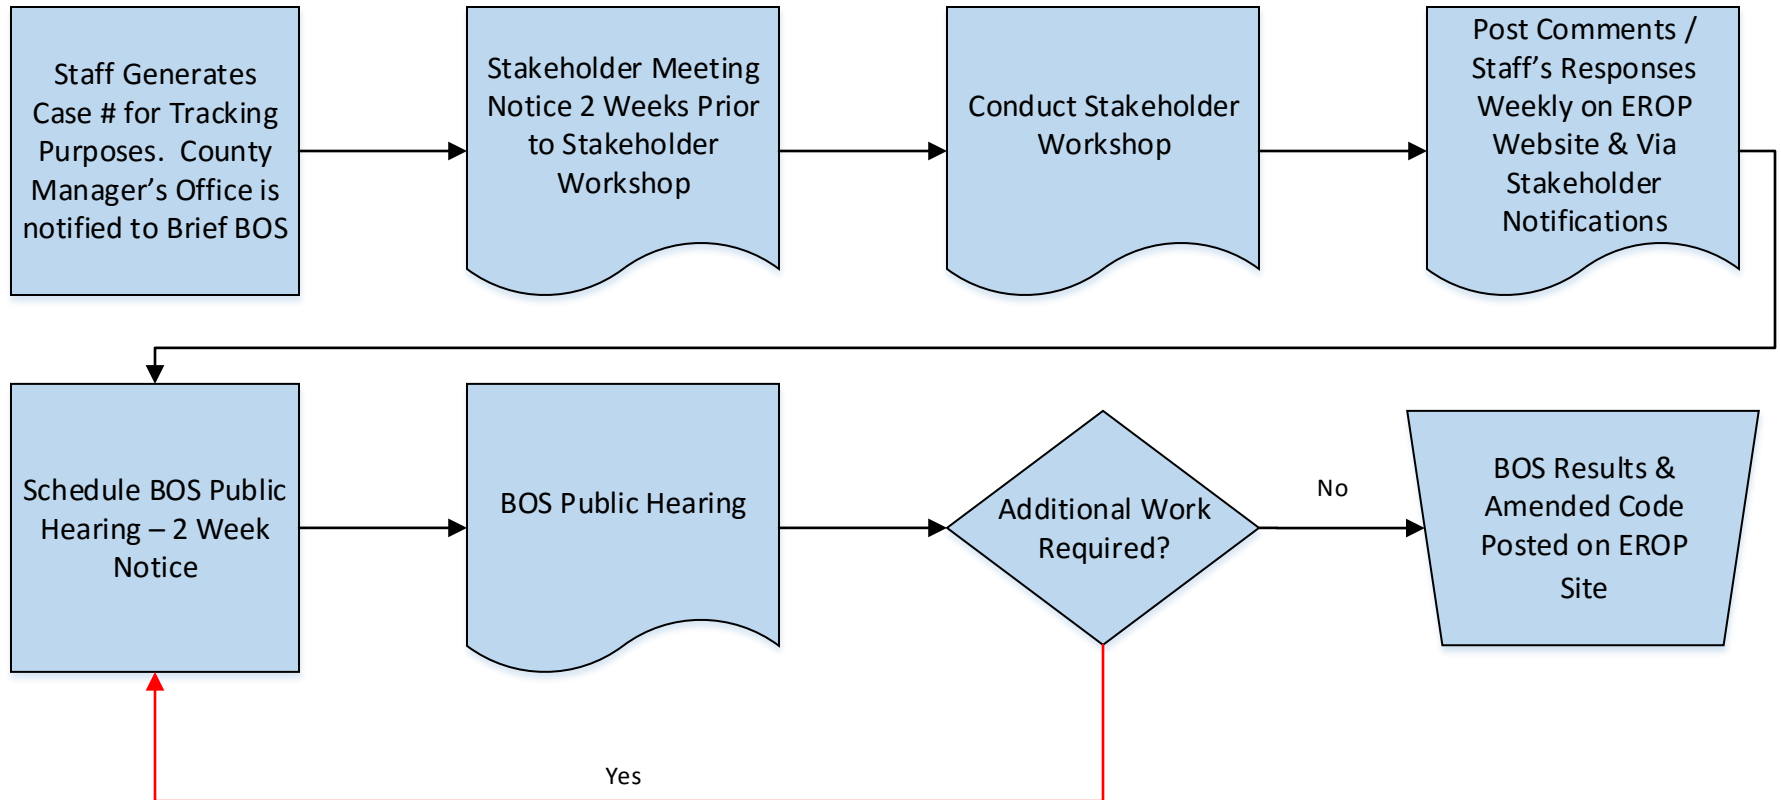 Staff Generates
Case # for Tracking
Purposes.  County
Manager’s Office is
notified to Brief BOS
Stakeholder Meeting
Notice 2 Weeks Prior
to Stakeholder
Workshop
Conduct Stakeholder
Workshop
Post Comments /
Staff’s Responses
Weekly on EROP
Website & Via
Stakeholder
Notifications
Schedule BOS Public
Hearing – 2 Week
Notice
BOS Public Hearing
Additional Work
Required?
No
BOS Results &
Amended Code
Posted on EROP
Site
Yes